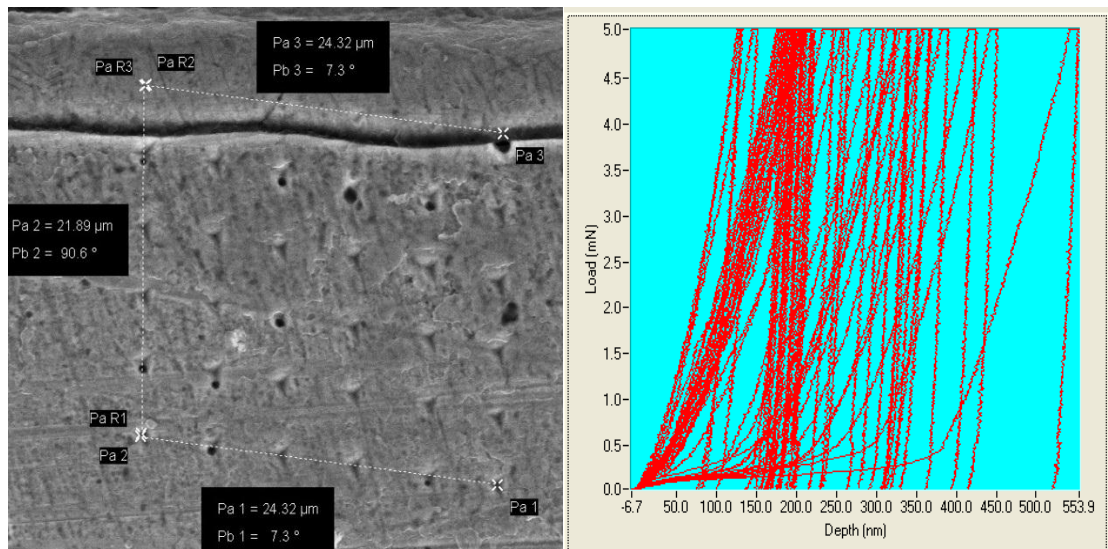 Pa 3 = 24.32 µm
Pb 3 = 7.3 °
Pa R3
Pa R2
Pa 3
Pa 2 = 21.89 µm
Pb 2 = 90.6 °
Pa R1
Pa 2
Pa 1 = 24.32 µm
Pb 1 = 7.3 °
Pa 1
5.0
4.5
4.0
3.5
3.0
2.5
2.0
1.5
1.0
0.5
0.0
Load (mN)
-6.7 50.0 100.0 150.0 200.0 250.0 300.0 350.0 400.0 450.0 500.0 553.9
Depth (nm)